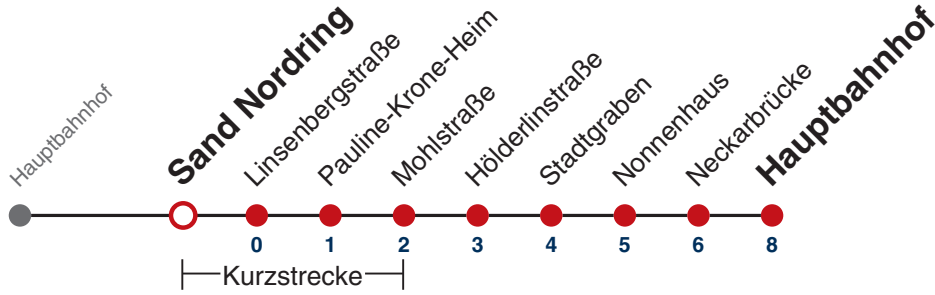 Hauptbahnhof
Sand Nordring
Linsenbergstraße
Pauline-Krone-Heim
Mohlstraße
Hölderlinstraße
Stadtgraben
Nonnenhaus
Neckarbrücke
Hauptbahnhof
0 1 2 3 4 5 6 8
Kurzstrecke